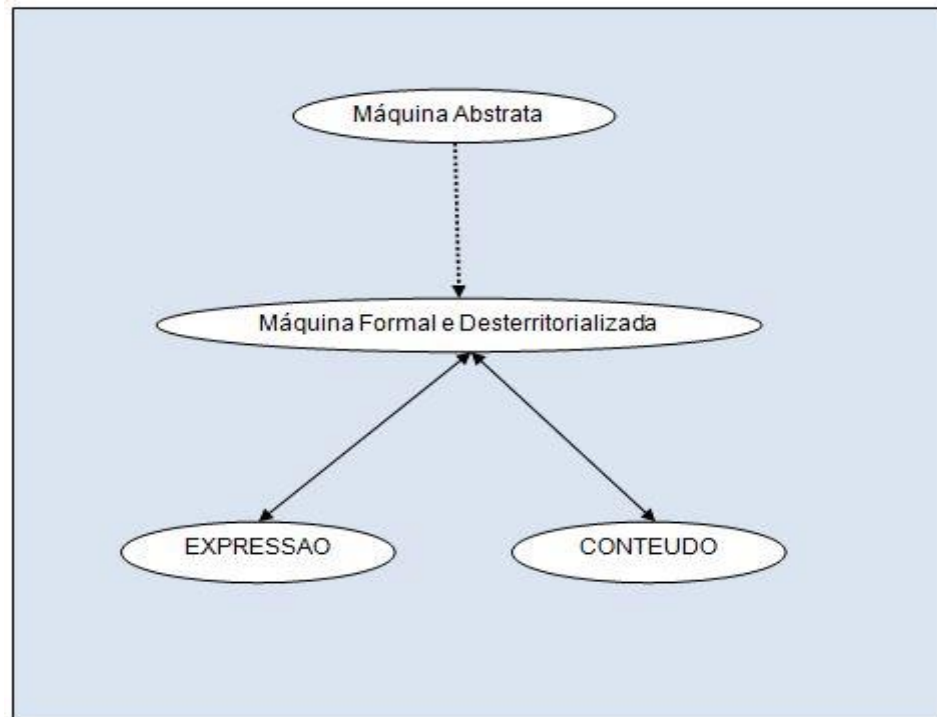 Máquina Abstrata
Máquina Formal e Desterritorializada
EXPRESSAO
CONTEUDO